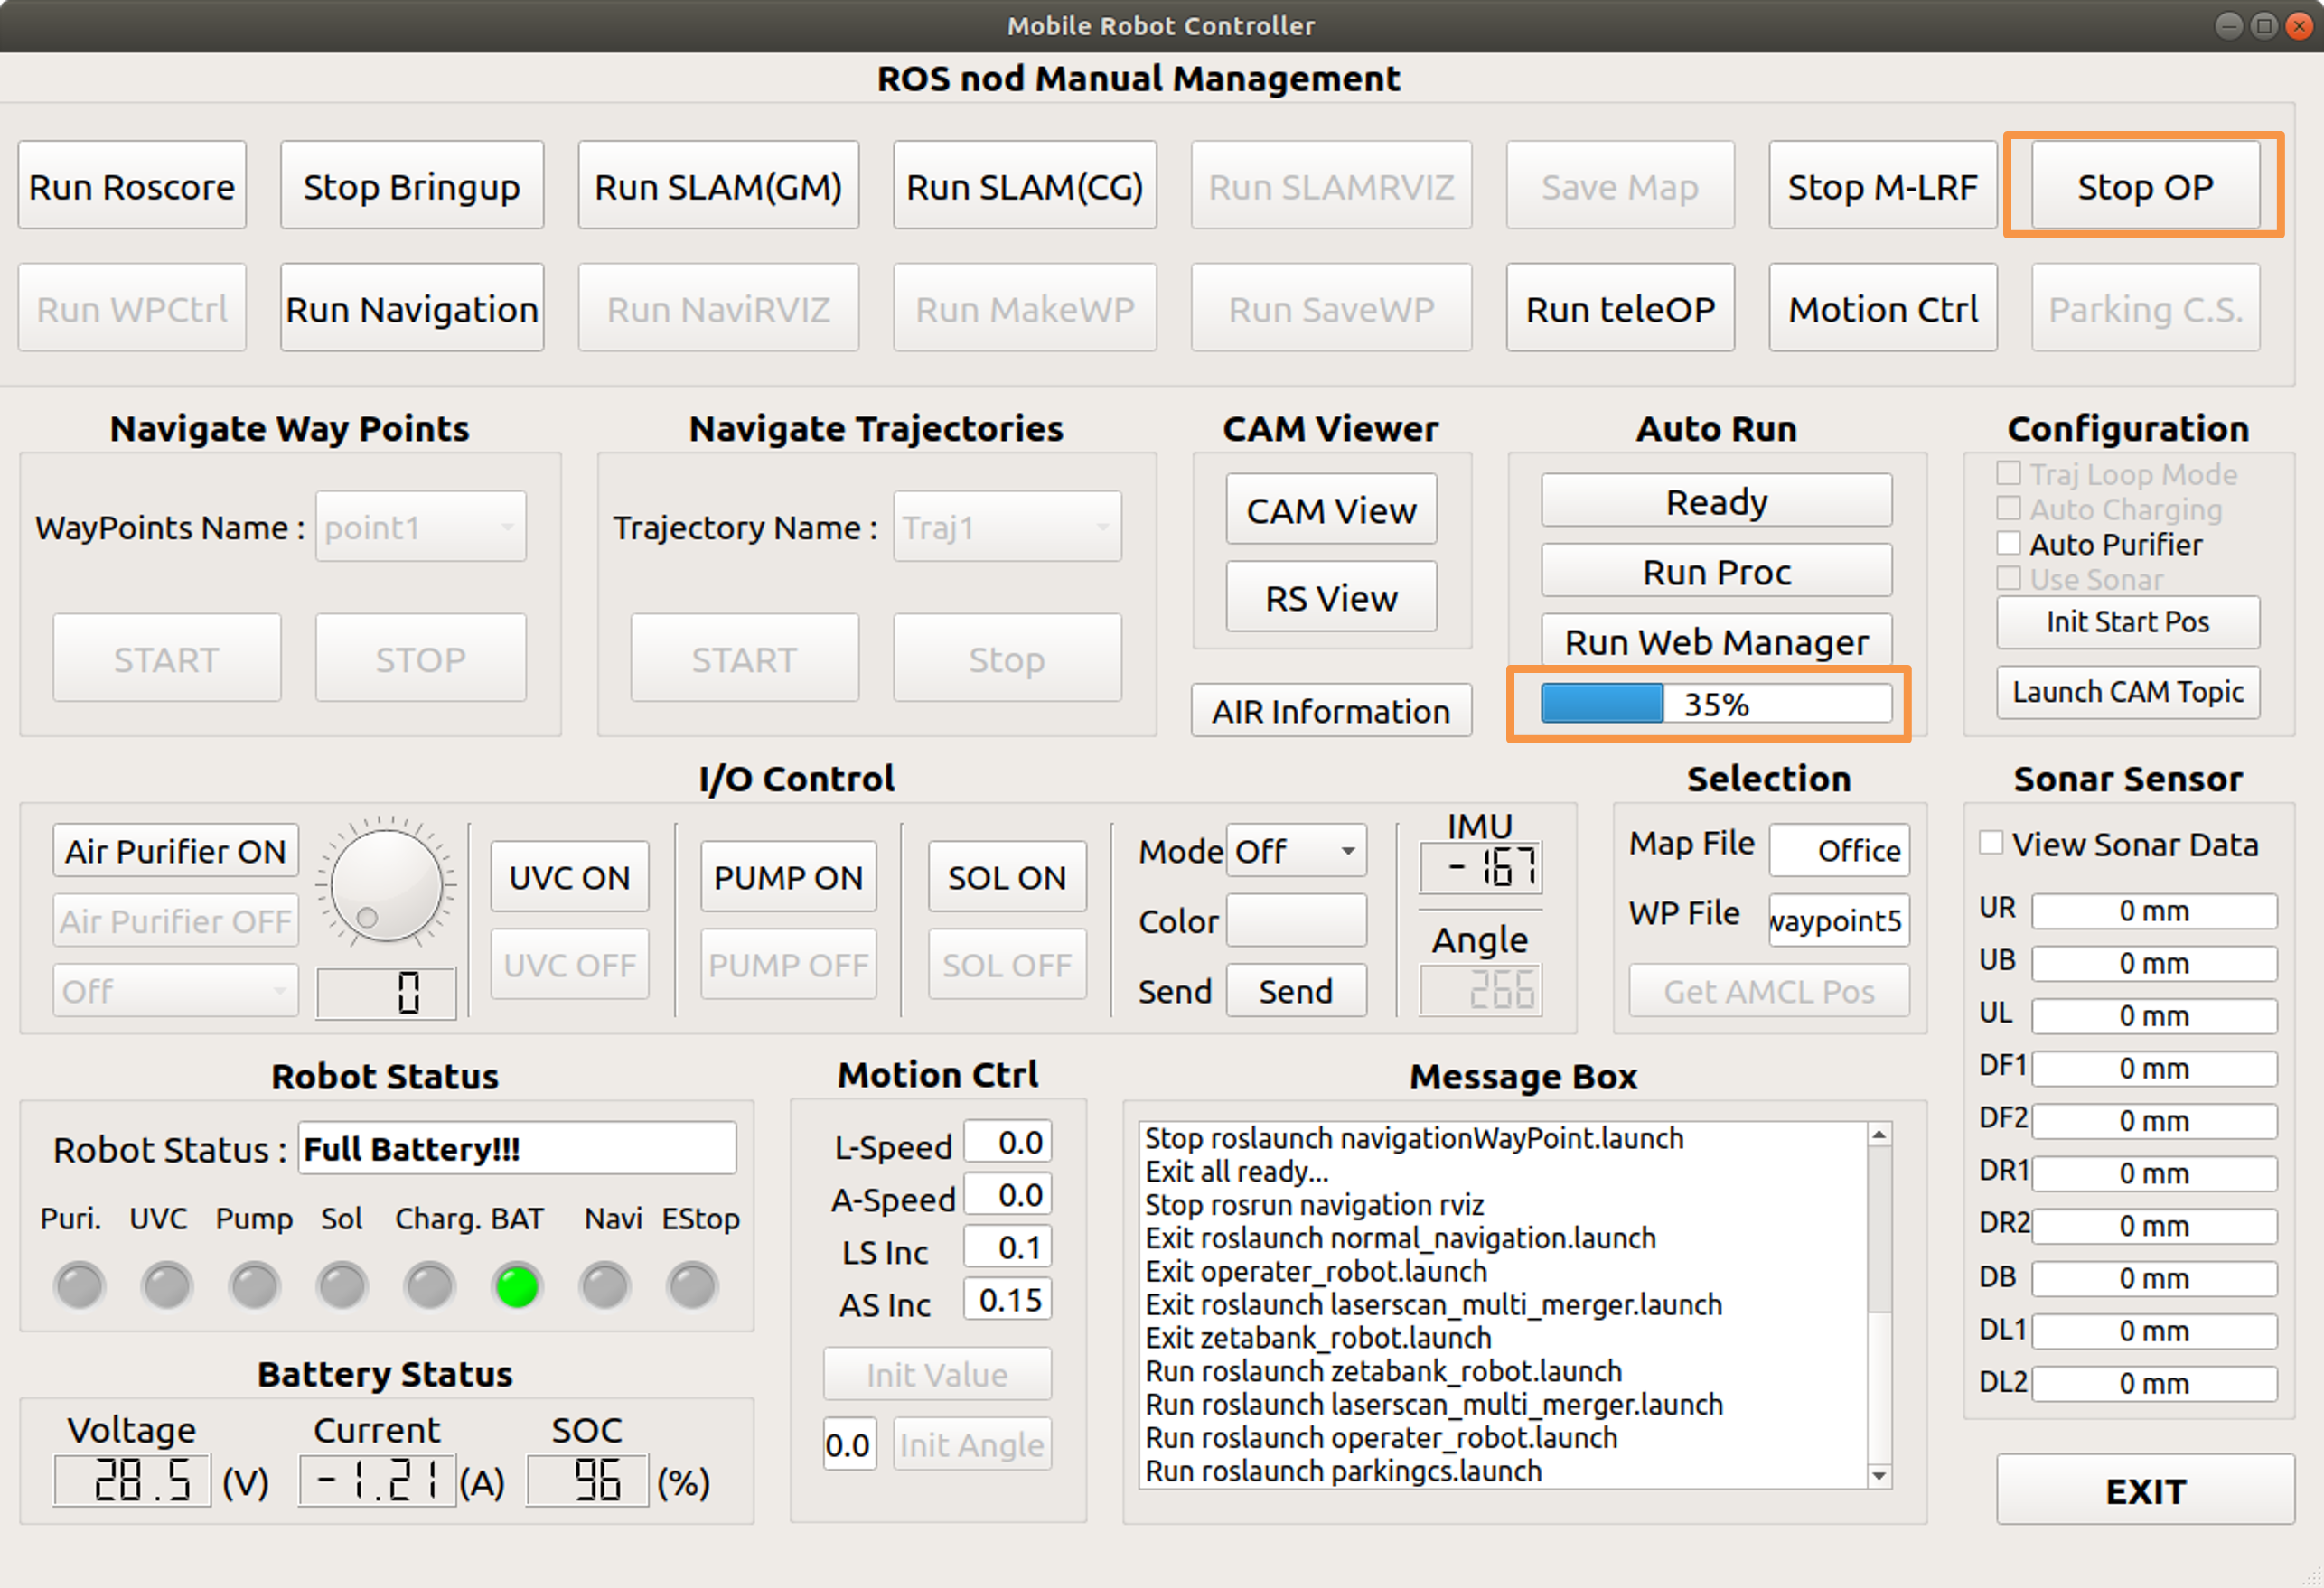 Mobile Robot Controller
ROS nod Manual Management
Run Roscore Stop Bringup Run SLAM(GM) Run SLAM(CG) Run SLAMRVIZ Save Map Stop M-LRF Stop OP
Run WPCtrl Run Navigation Run NaviRVIZ Run MakeWP Run SaveWP Run teleOP Motion Ctrl Parking C.S.
Navigate Way Points
WayPoints Name : point1
START STOP
Navigate Trajectories
Trajectory Name : Traj1
START Stop
CAM Viewer
CAM View
RS View
AIR Information
Auto Run
Ready
Run Proc
Run Web Manager
35%
Configuration
Traj Loop Mode
Auto Charging
Auto Purifier
Use Sonar
Init Start Pos
Launch CAM Topic
I/O Control
Air Purifier ON
Air Purifier OFF
Off
0
UVC ON
UVC OFF
PUMP ON
PUMP OFF
SOL ON
SOL OFF
Mode Off
Color
Send Send
IMU
-167
Angle
266
Selection
Map File Office
WP File waypoint5
Get AMCL Pos
Sonar Sensor
View Sonar Data
UR 0 mm
UB 0 mm
UL 0 mm
DF1 0 mm
DF2 0 mm
DR1 0 mm
DR2 0 mm
DB 0 mm
DL1 0 mm
DL2 0 mm
Robot Status
Robot Status : Full Battery!!!
Puri. UVC Pump Sol Charg. BAT Navi EStop
Battery Status
Voltage Current SOC
28.5 (V) -1.21 (A) 96 (%)
Motion Ctrl
L-Speed 0.0
A-Speed 0.0
LS Inc 0.1
AS Inc 0.15
Init Value
0.0 Init Angle
Message Box
Stop roslaunch navigationWayPoint.launch
Exit all ready...
Stop rosrun navigation rviz
Exit roslaunch normal_navigation.launch
Exit operater_robot.launch
Exit roslaunch laserscan_multi_merger.launch
Exit zetabank_robot.launch
Run roslaunch zetabank_robot.launch
Run roslaunch laserscan_multi_merger.launch
Run roslaunch operater_robot.launch
Run roslaunch parkingcs.launch
EXIT